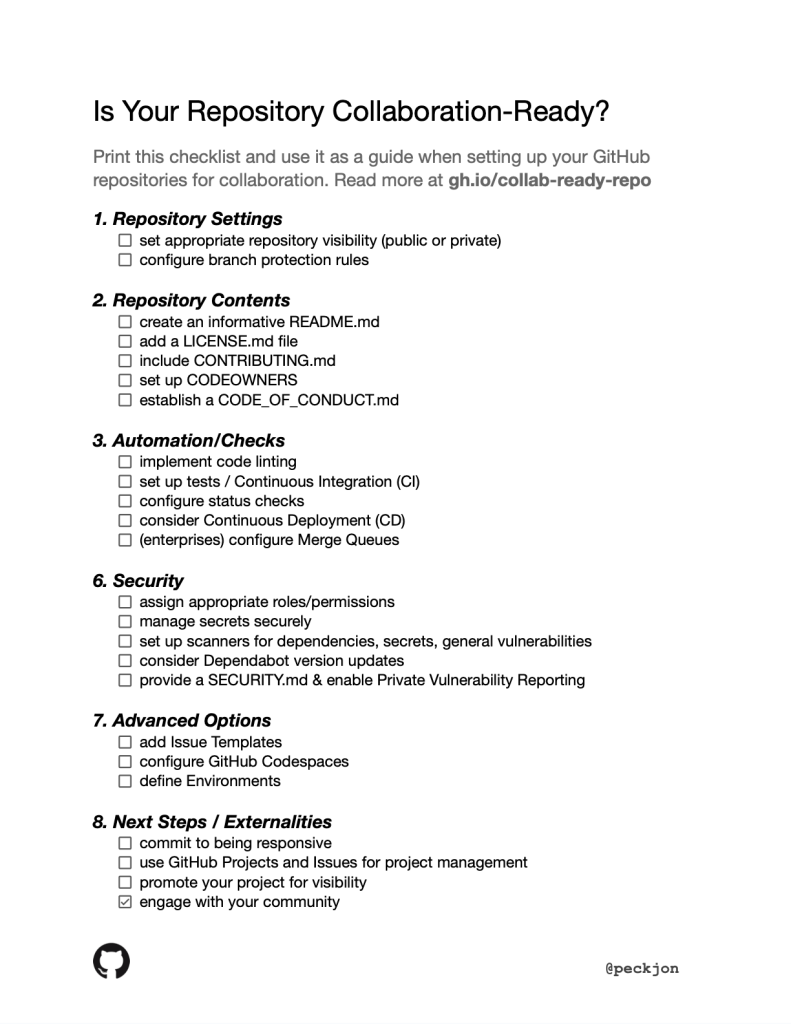 Is Your Repository Collaboration-Ready?
Print this checklist and use it as a guide when setting up your GitHub
repositories for collaboration. Read more at gh.io/collab-ready-repo
1. Repository Settings
set appropriate repository visibility (public or private)
configure branch protection rules
2. Repository Contents
create an informative README.md
add a LICENSE.md file
include CONTRIBUTING.md
set up CODEOWNERS
establish a CODE_OF_CONDUCT.md
3. Automation/Checks
implement code linting
set up tests / Continuous Integration (CI)
configure status checks
consider Continuous Deployment (CD)
(enterprises) configure Merge Queues
6. Security
assign appropriate roles/permissions
manage secrets securely
set up scanners for dependencies, secrets, general vulnerabilities
consider Dependabot version updates
provide a SECURITY.md & enable Private Vulnerability Reporting
7. Advanced Options
add Issue Templates
configure GitHub Codespaces
define Environments
8. Next Steps / Externalities
commit to being responsive
use GitHub Projects and Issues for project management
promote your project for visibility
engage with your community
@peckjon